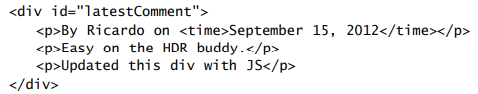 <div id="latestComment">
<p>By Ricardo on <time>September 15, 2012</time></p>
<p>Easy on the HDR buddy.</p>
<p>Updated this div with JS</p>
</div>